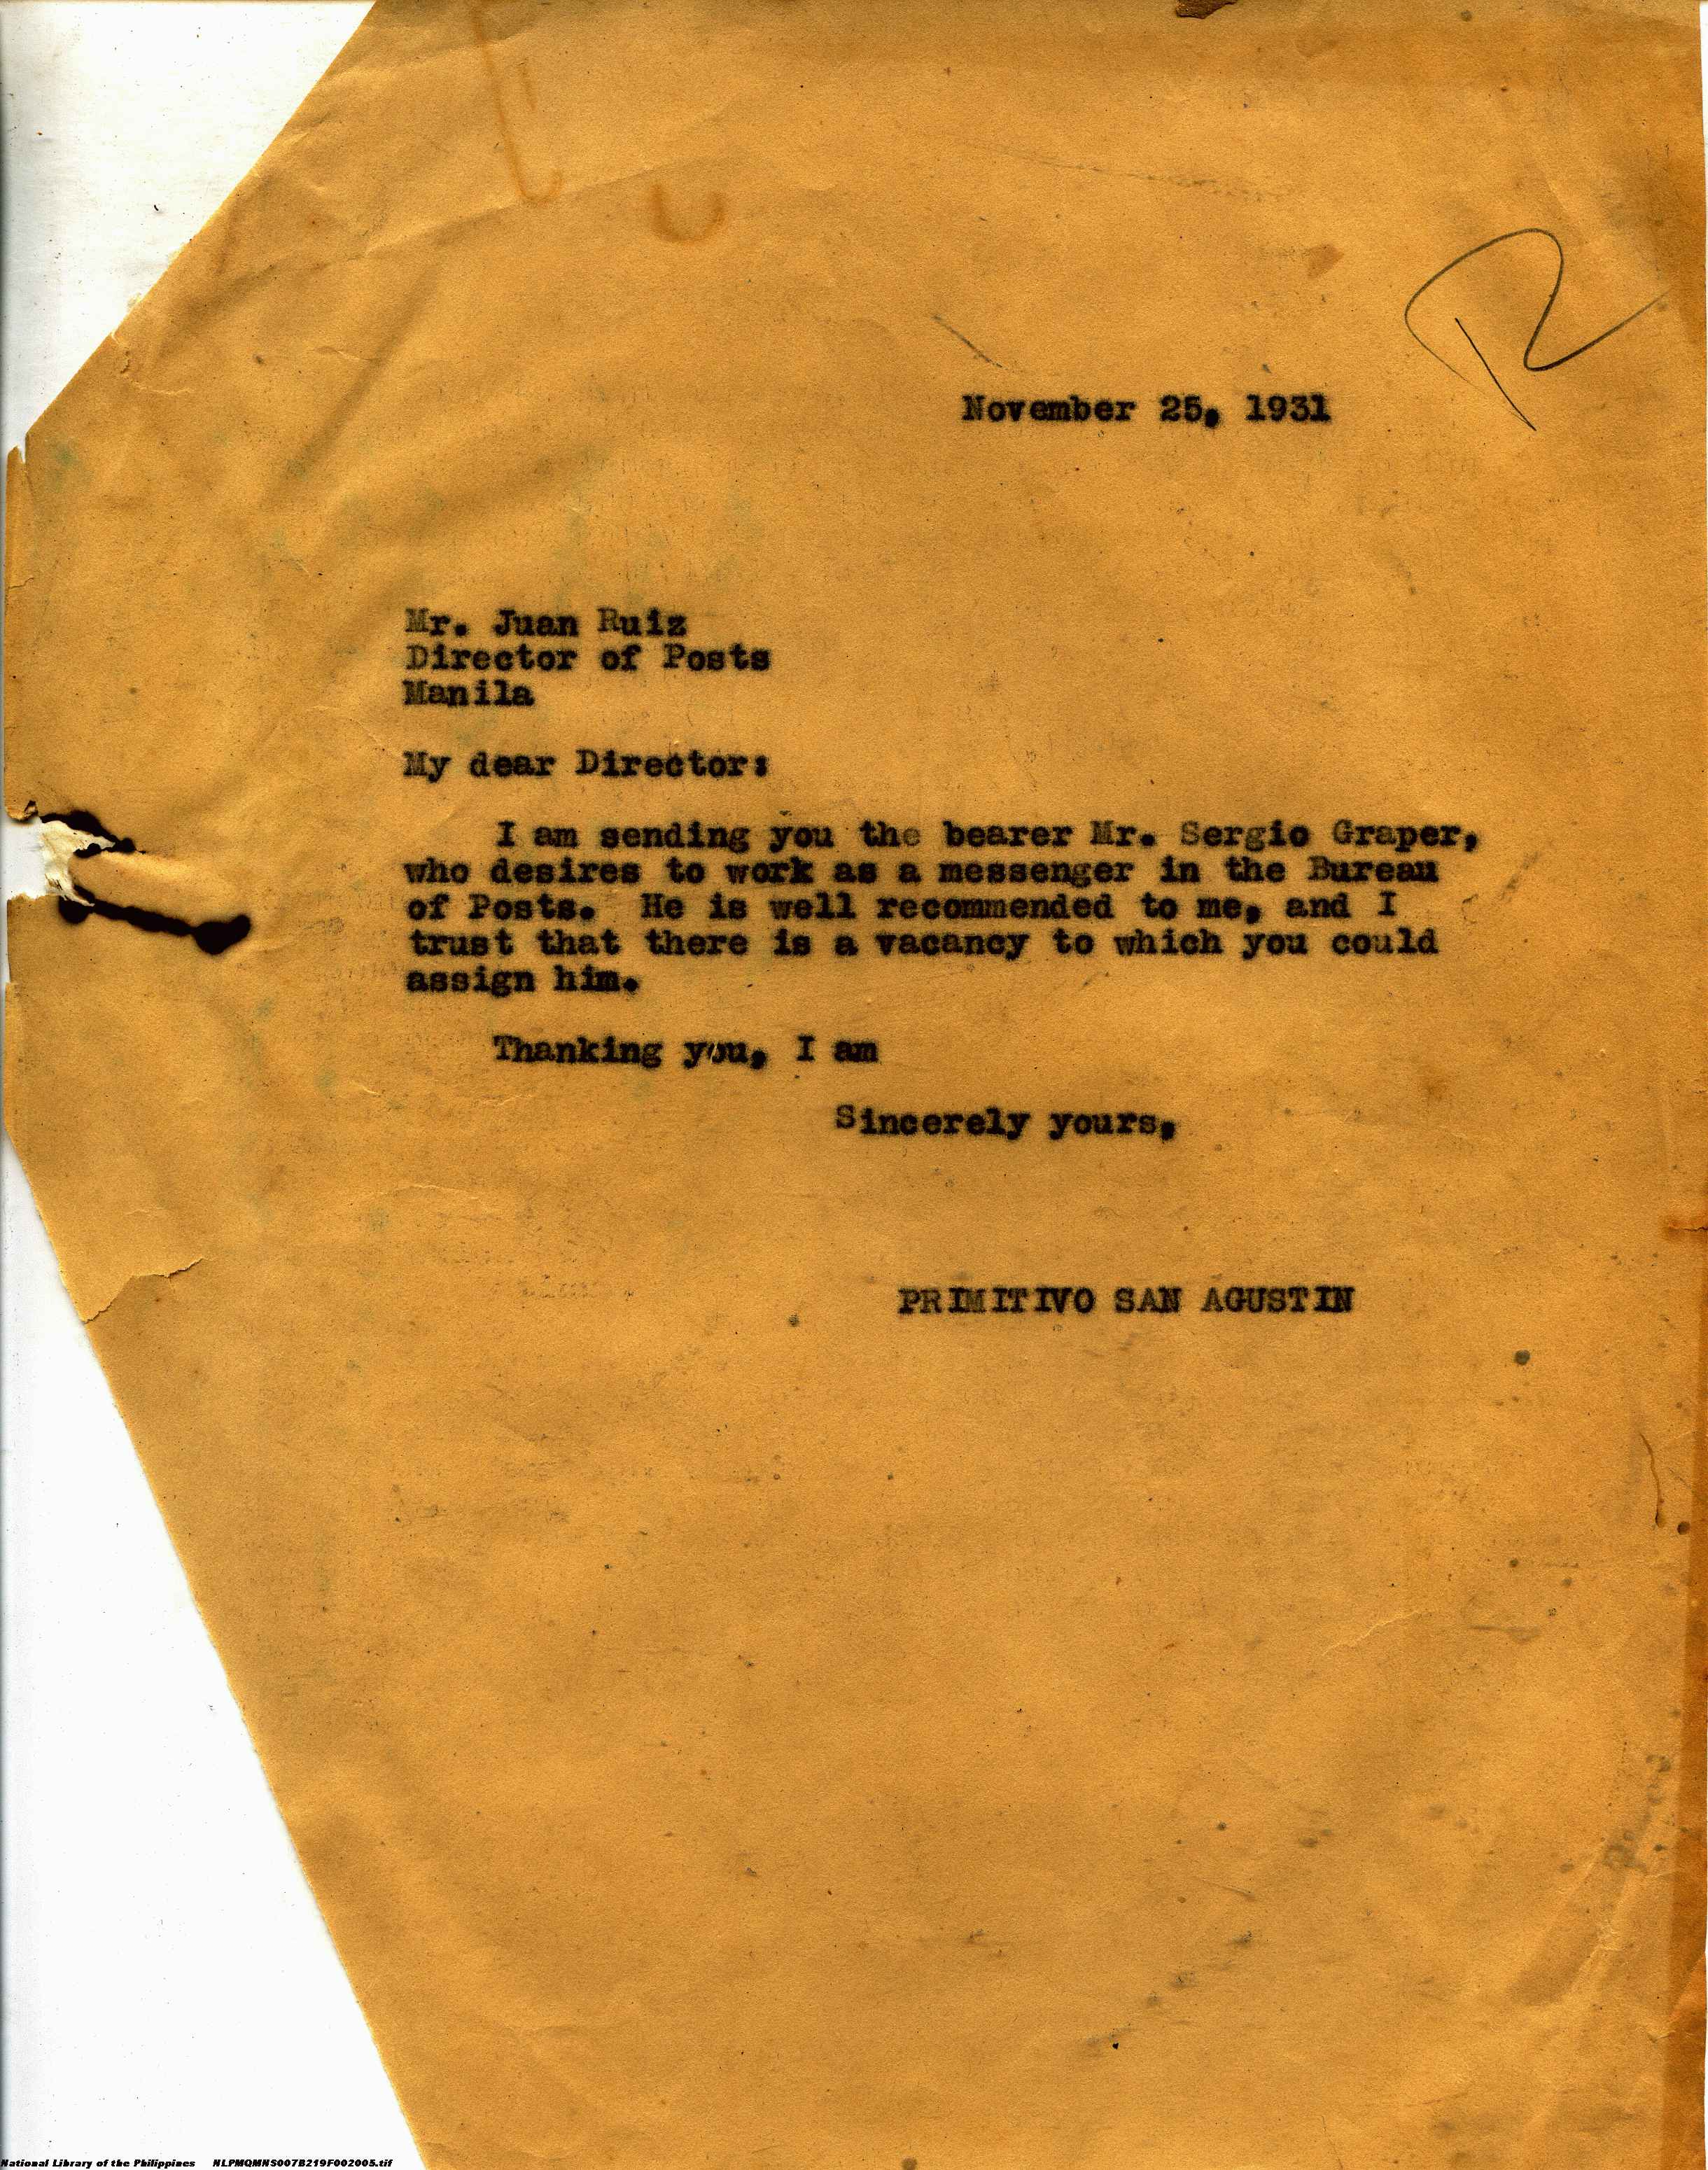 R
November 25, 1931
Mr. Juan Ruiz
Director of Posts
Manila
My dear Director:
I am sending you the bearer Mr. Sergio Graper,
who desires to work as a messenger in the Bureau
of Posts. He is well recommended to me, and I
trust that there is a vacancy to which you could
assign him.
Thanking you, I am
Sincerely yours,
PRIMITIVO SAN AGUSTIN
National Library of the Philippines NLPMQMNS007B219F002005.tif